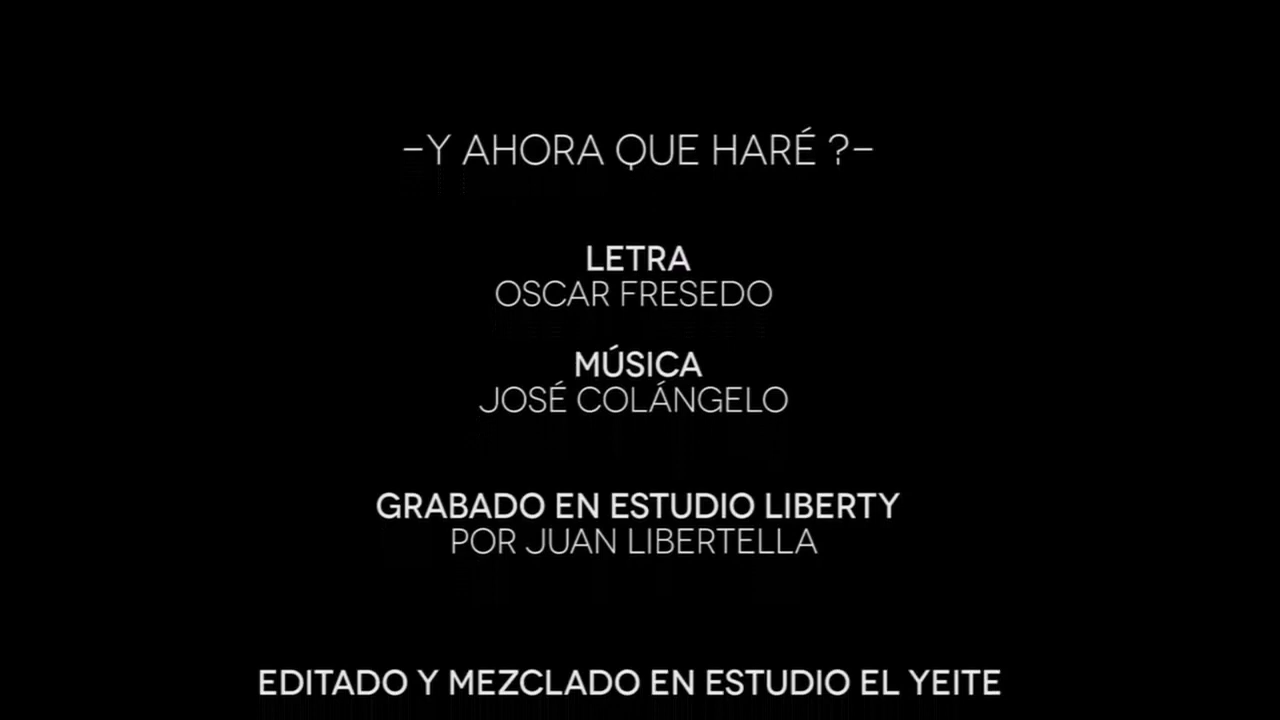 –Y AHORA QUE HARÉ ?–
LETRA
OSCAR FRESEDO
MÚSICA
JOSÉ COLÁNGELO
GRABADO EN ESTUDIO LIBERTY
POR JUAN LIBERTELLA
EDITADO Y MEZCLADO EN ESTUDIO EL YEITE